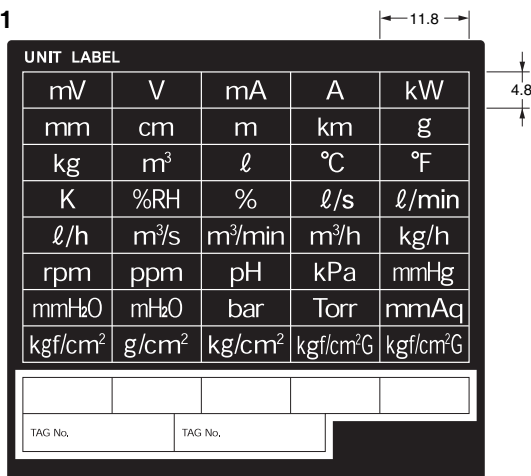 1
11.8
UNIT LABEL
4.8
mV V mA A kW
mm cm m km g
kg m³ ℓ °C °F
K %RH % ℓ/s ℓ/min
ℓ/h m³/s m³/min m³/h kg/h
rpm ppm pH kPa mmHg
mmH₂O mH₂O bar Torr mmAq
kgf/cm² g/cm² kg/cm² kgf/cm²G kgf/cm²G
TAG No. TAG No.